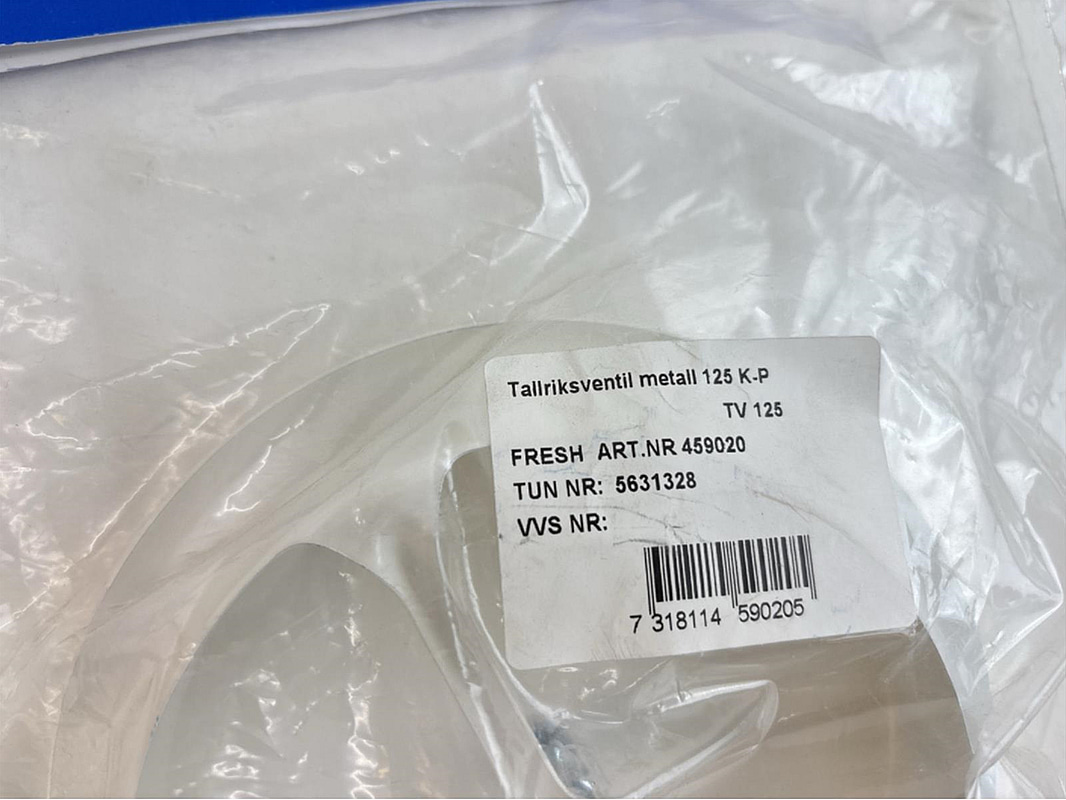 Tallriksventil metall 125 K-P
TV 125
FRESH ART.NR 459020
TUN NR: 5631328
VVS NR:
7 318114 590205